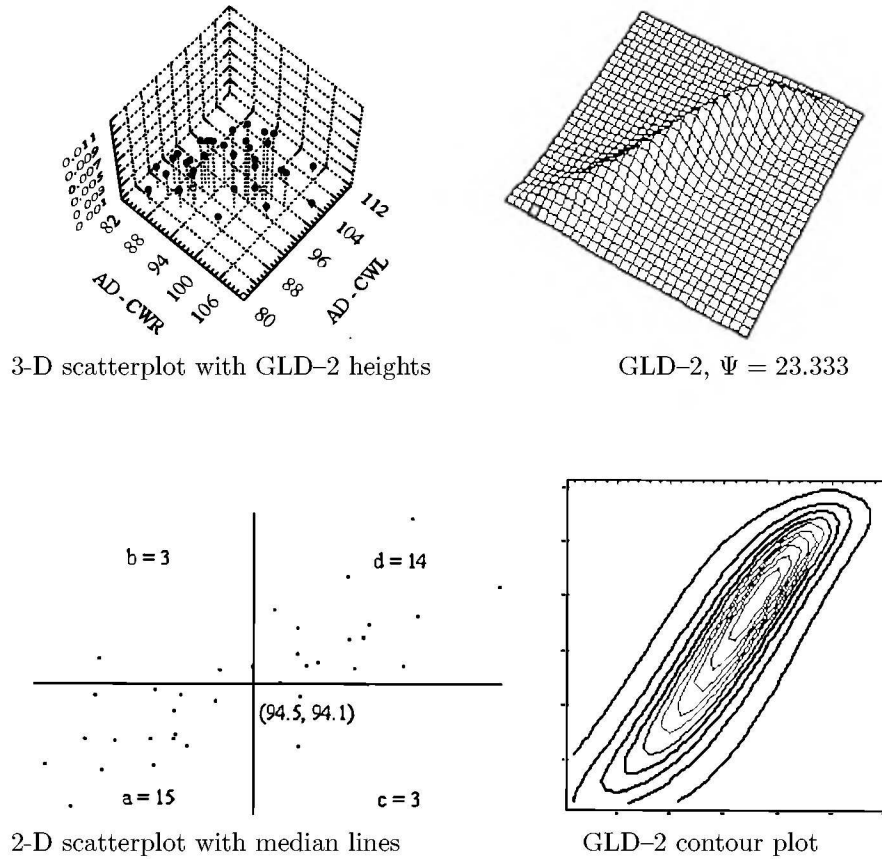 0.011
0.009
0.007
0.005
0.003
0.001
0
82
88
94
100
106
AD - CWR
80
88
96
104
112
AD - CWL
3-D scatterplot with GLD–2 heights
GLD–2, Ψ = 23.333
b = 3
d = 14
(94.5, 94.1)
a = 15
c = 3
2-D scatterplot with median lines
GLD–2 contour plot